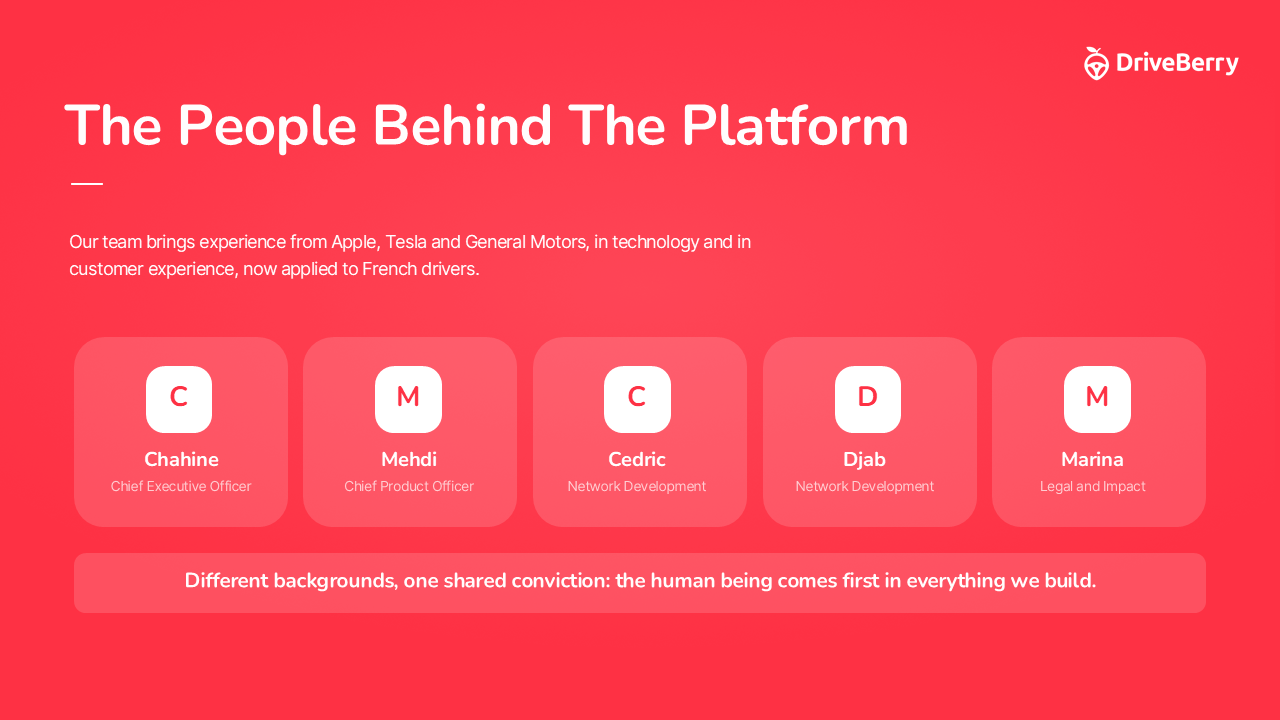 DriveBerry
The People Behind The Platform
Our team brings experience from Apple, Tesla and General Motors, in technology and in
customer experience, now applied to French drivers.
C
Chahine
Chief Executive Officer
M
Mehdi
Chief Product Officer
C
Cedric
Network Development
D
Djab
Network Development
M
Marina
Legal and Impact
Different backgrounds, one shared conviction: the human being comes first in everything we build.